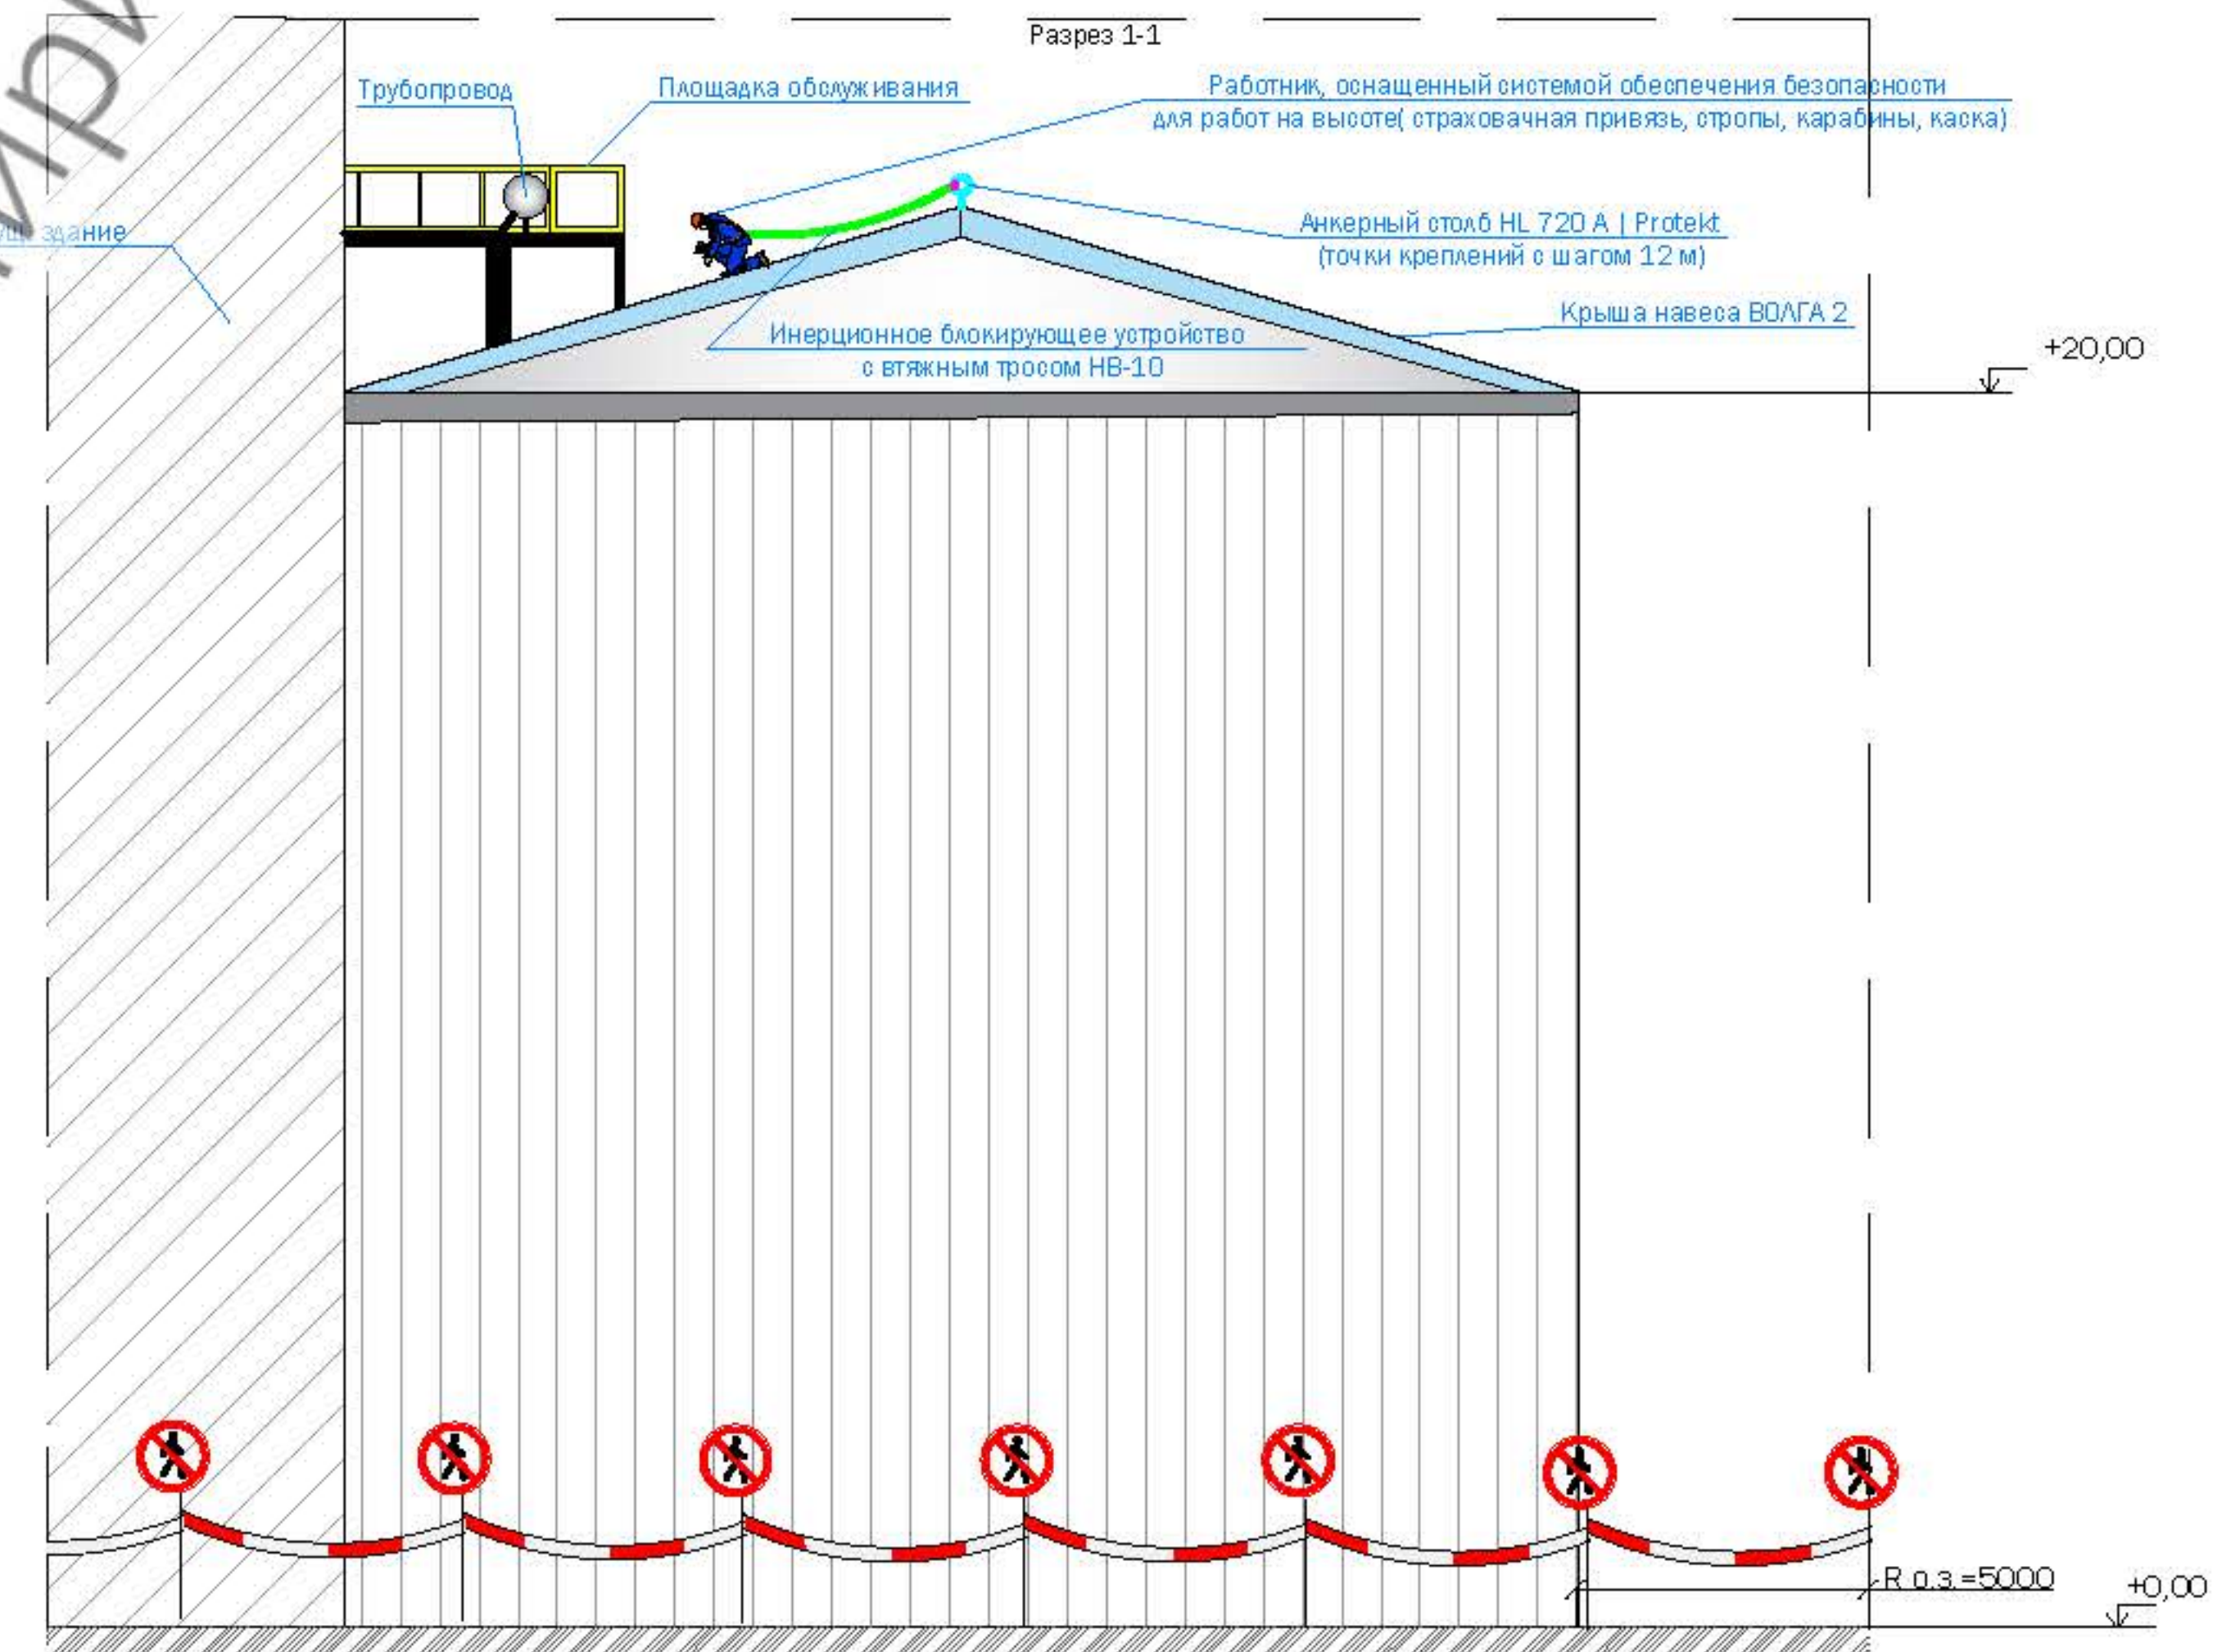 Разрез 1-1
Трубопровод
Площадка обслуживания
Работник, оснащенный системой обеспечения безопасности
для работ на высоте( страховачная привязь, стропы, карабины, каска)
здание
Анкерный столб HL 720 A | Protekt
(точки креплений с шагом 12 м)
Крыша навеса ВОЛГА 2
Инерционное блокирующее устройство
с втяжным тросом НВ-10
+20,00
R о.з.=5000
+0,00